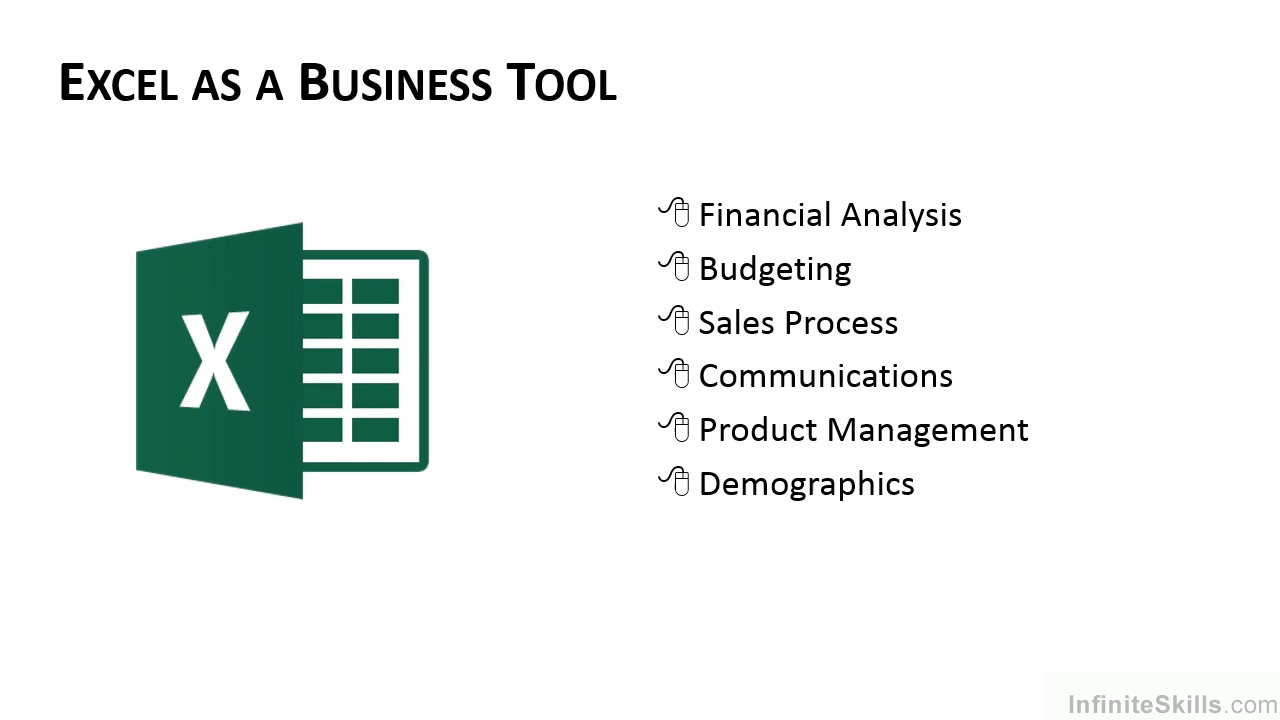 Excel as a Business Tool
X
Financial Analysis
Budgeting
Sales Process
Communications
Product Management
Demographics
InfiniteSkills.com